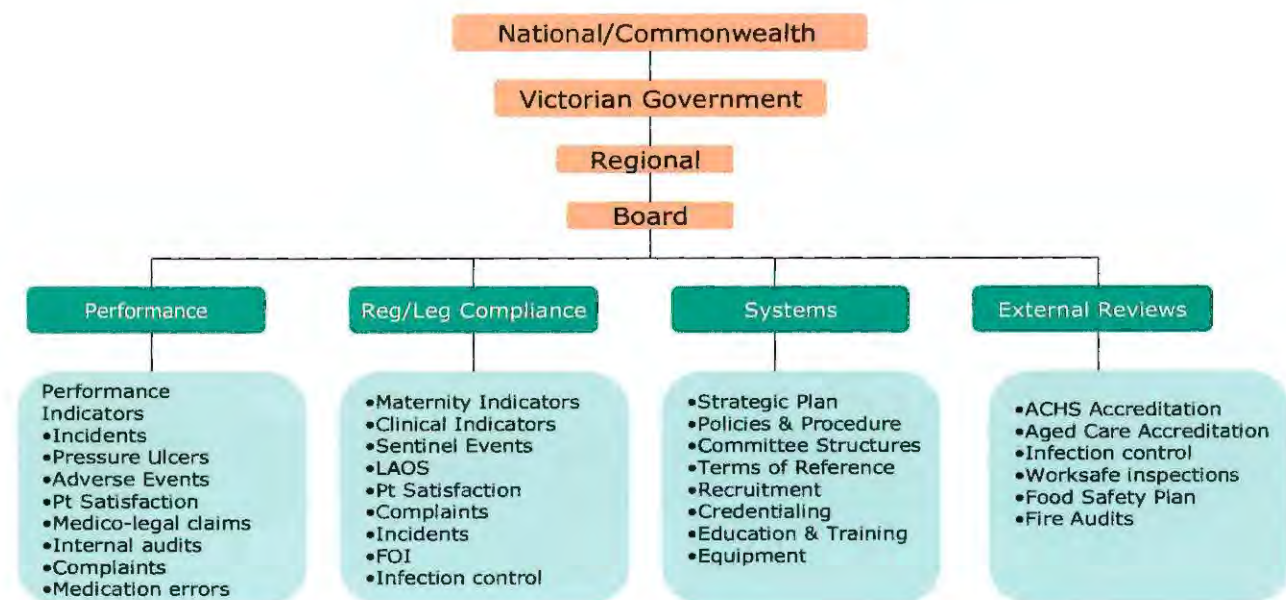 National/Commonwealth
Victorian Government
Regional
Board
Performance
Reg/Leg Compliance
Systems
External Reviews
Performance
Indicators
•Incidents
•Pressure Ulcers
•Adverse Events
•Pt Satisfaction
•Medico-legal claims
•Internal audits
•Complaints
•Medication errors
•Maternity Indicators
•Clinical Indicators
•Sentinel Events
•LAOS
•Pt Satisfaction
•Complaints
•Incidents
•FOI
•Infection control
•Strategic Plan
•Policies & Procedure
•Committee Structures
•Terms of Reference
•Recruitment
•Credentialing
•Education & Training
•Equipment
•ACHS Accreditation
•Aged Care Accreditation
•Infection control
•Worksafe inspections
•Food Safety Plan
•Fire Audits